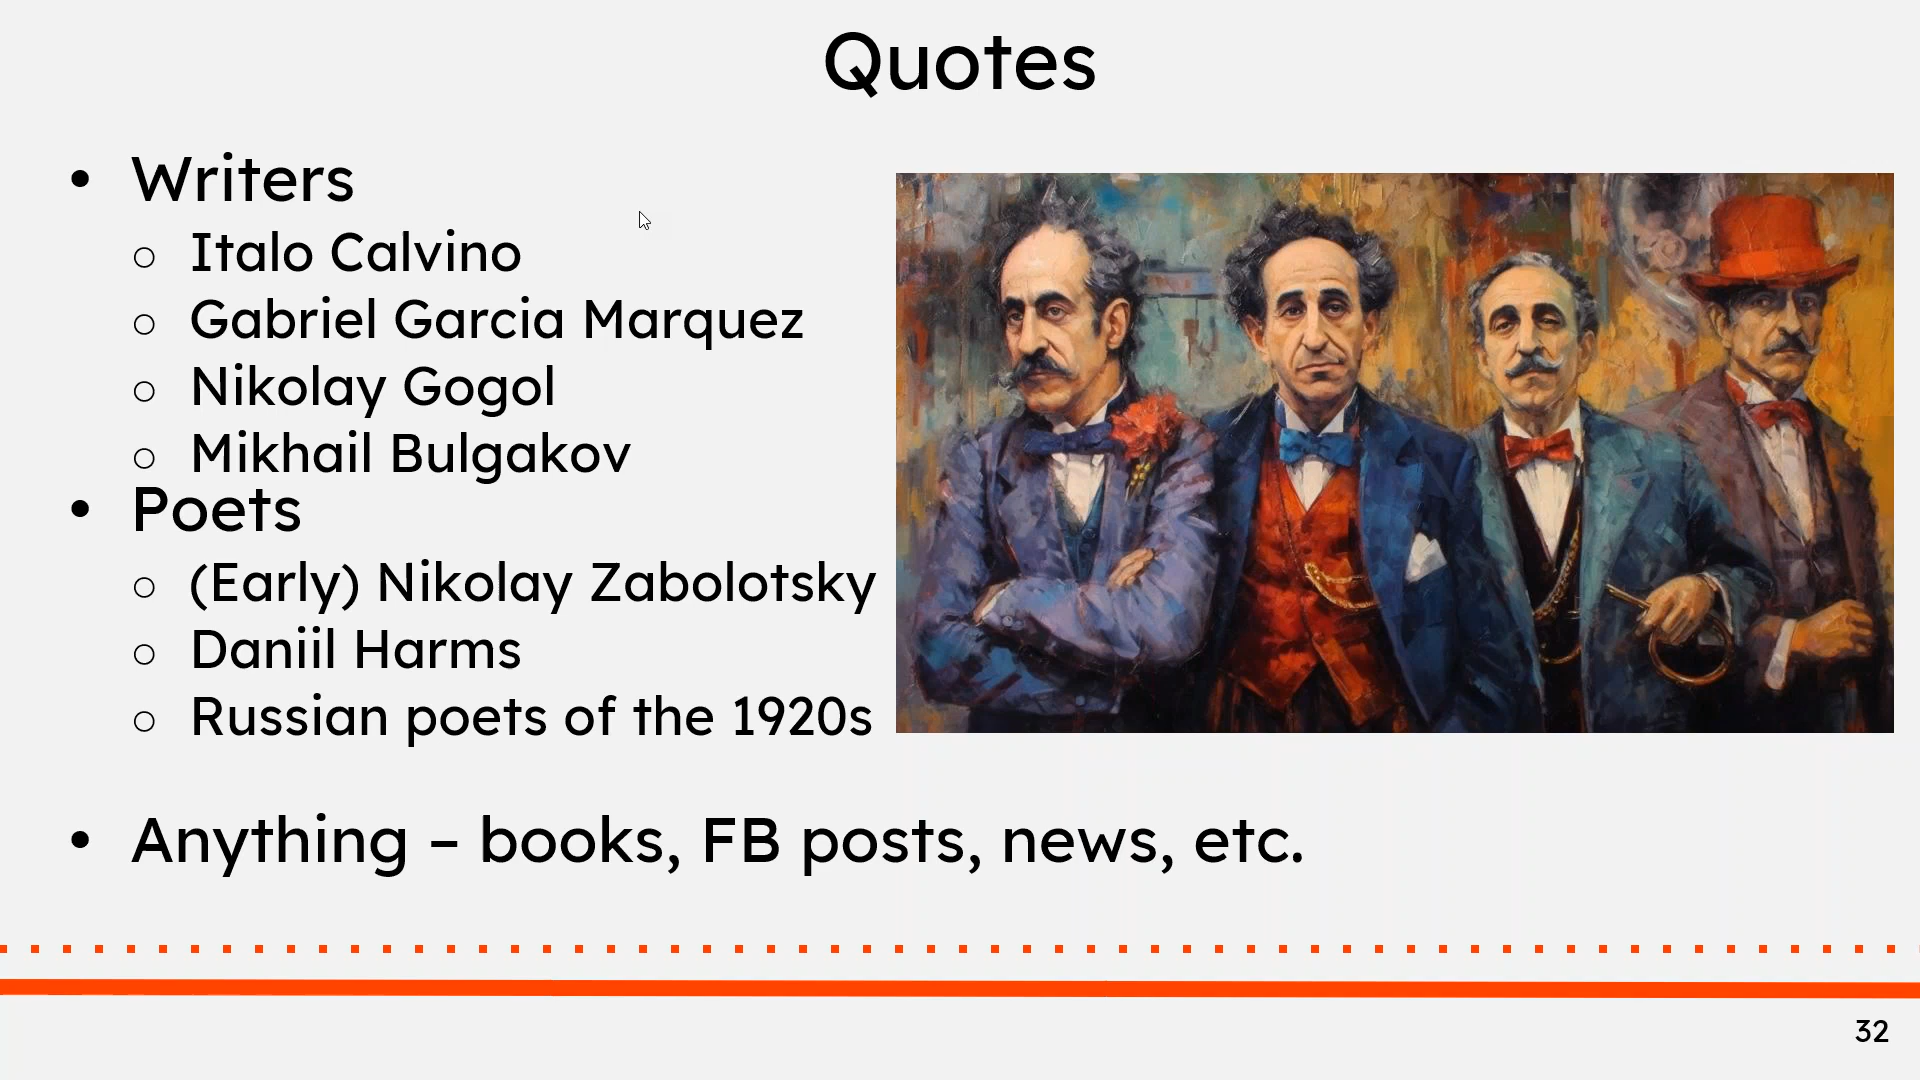 Quotes
• Writers
○ Italo Calvino
○ Gabriel Garcia Marquez
○ Nikolay Gogol
○ Mikhail Bulgakov
• Poets
○ (Early) Nikolay Zabolotsky
○ Daniil Harms
○ Russian poets of the 1920s
• Anything – books, FB posts, news, etc.
32